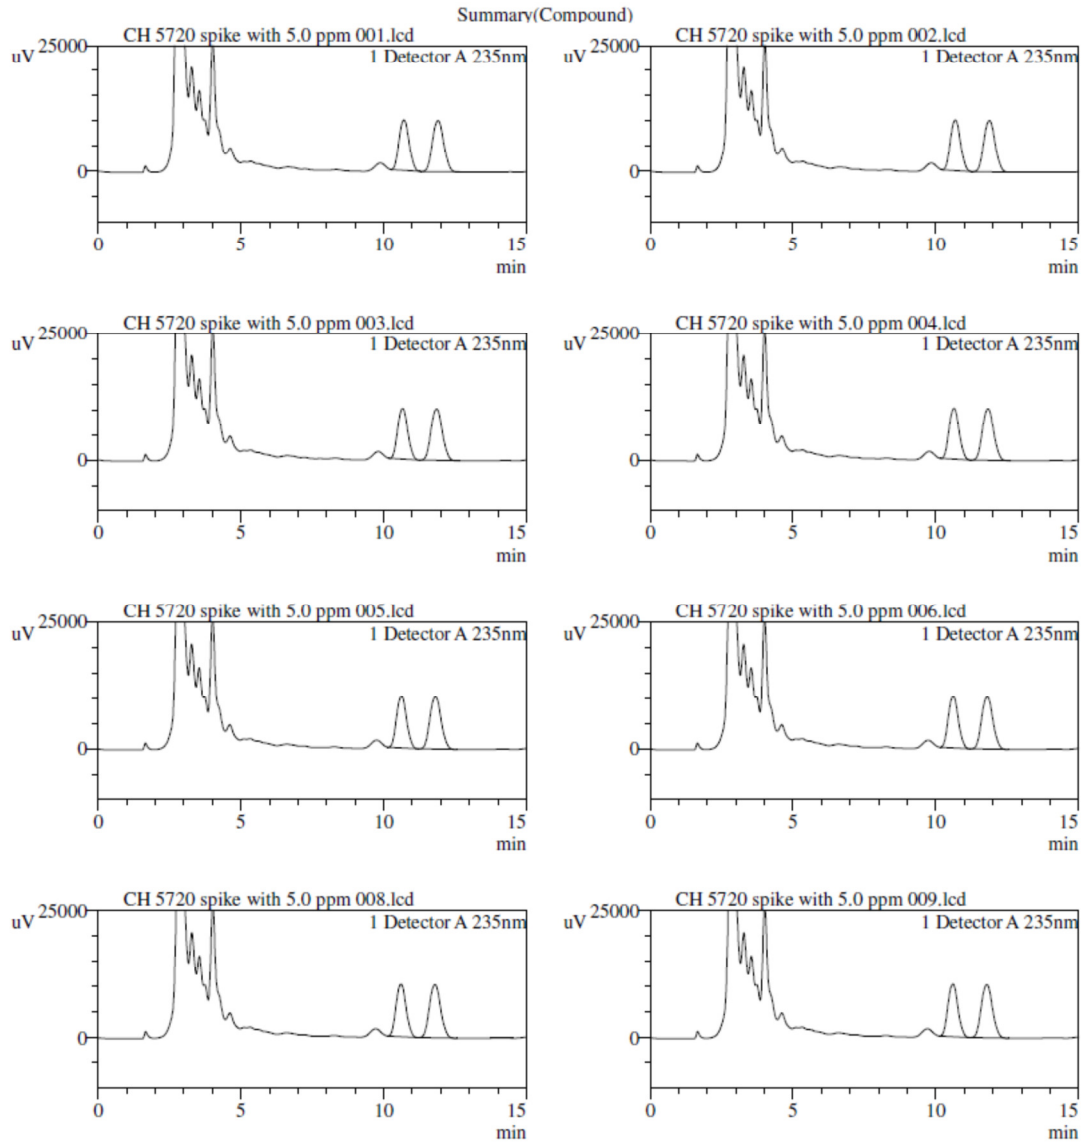 Summary(Compound)
CH 5720 spike with 5.0 ppm 001.lcd
uV 25000
1 Detector A 235nm
0
0 5 10 15
min
CH 5720 spike with 5.0 ppm 002.lcd
uV 25000
1 Detector A 235nm
0
0 5 10 15
min
CH 5720 spike with 5.0 ppm 003.lcd
uV 25000
1 Detector A 235nm
0
0 5 10 15
min
CH 5720 spike with 5.0 ppm 004.lcd
uV 25000
1 Detector A 235nm
0
0 5 10 15
min
CH 5720 spike with 5.0 ppm 005.lcd
uV 25000
1 Detector A 235nm
0
0 5 10 15
min
CH 5720 spike with 5.0 ppm 006.lcd
uV 25000
1 Detector A 235nm
0
0 5 10 15
min
CH 5720 spike with 5.0 ppm 008.lcd
uV 25000
1 Detector A 235nm
0
0 5 10 15
min
CH 5720 spike with 5.0 ppm 009.lcd
uV 25000
1 Detector A 235nm
0
0 5 10 15
min